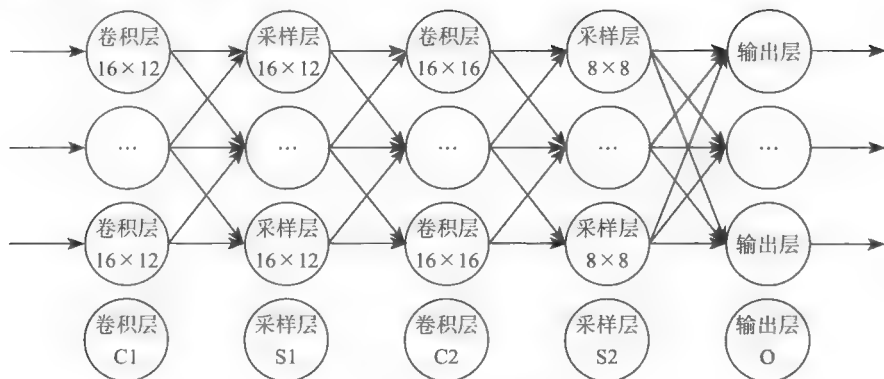 卷积层
16×12
采样层
16×12
卷积层
16×16
采样层
8×8
输出层
…
…
…
…
…
卷积层
16×12
采样层
16×12
卷积层
16×16
采样层
8×8
输出层
卷积层
C1
采样层
S1
卷积层
C2
采样层
S2
输出层
O